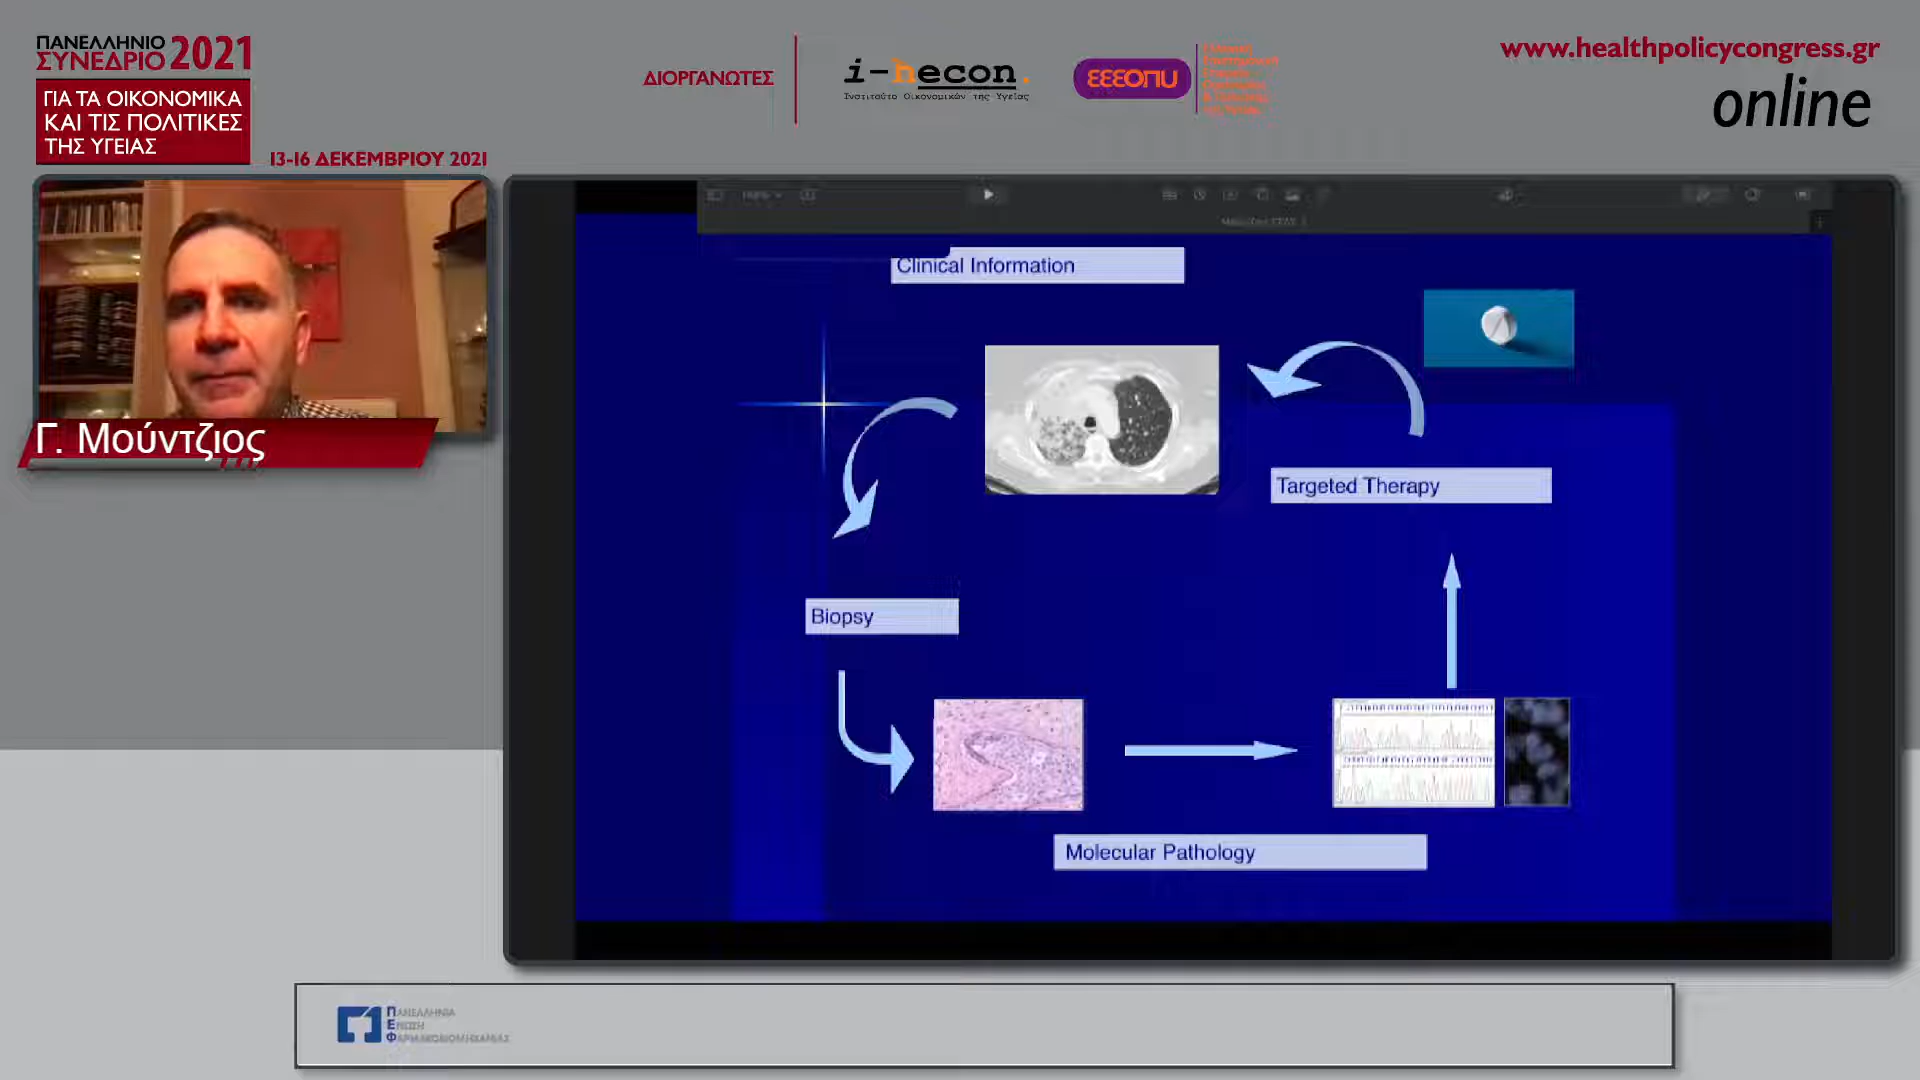 ΠΑΝΕΛΛΗΝΙΟ
ΣΥΝΕΔΡΙΟ 2021
ΓΙΑ ΤΑ ΟΙΚΟΝΟΜΙΚΑ
ΚΑΙ ΤΙΣ ΠΟΛΙΤΙΚΕΣ
ΤΗΣ ΥΓΕΙΑΣ
13-16 ΔΕΚΕΜΒΡΙΟΥ 2021
ΔΙΟΡΓΑΝΩΤΕΣ
i-hecon.
Ινστιτούτο Οικονομικών της Υγείας
ΕΕΕΟΠΥ
www.healthpolicycongress.gr
online
Γ. Μούντζιος
Clinical Information
Targeted Therapy
Biopsy
Molecular Pathology
ΠΑΝΕΛΛΗΝΙΑ
ΕΝΩΣΗ
ΦΑΡΜΑΚΟΒΙΟΜΗΧΑΝΙΑΣ